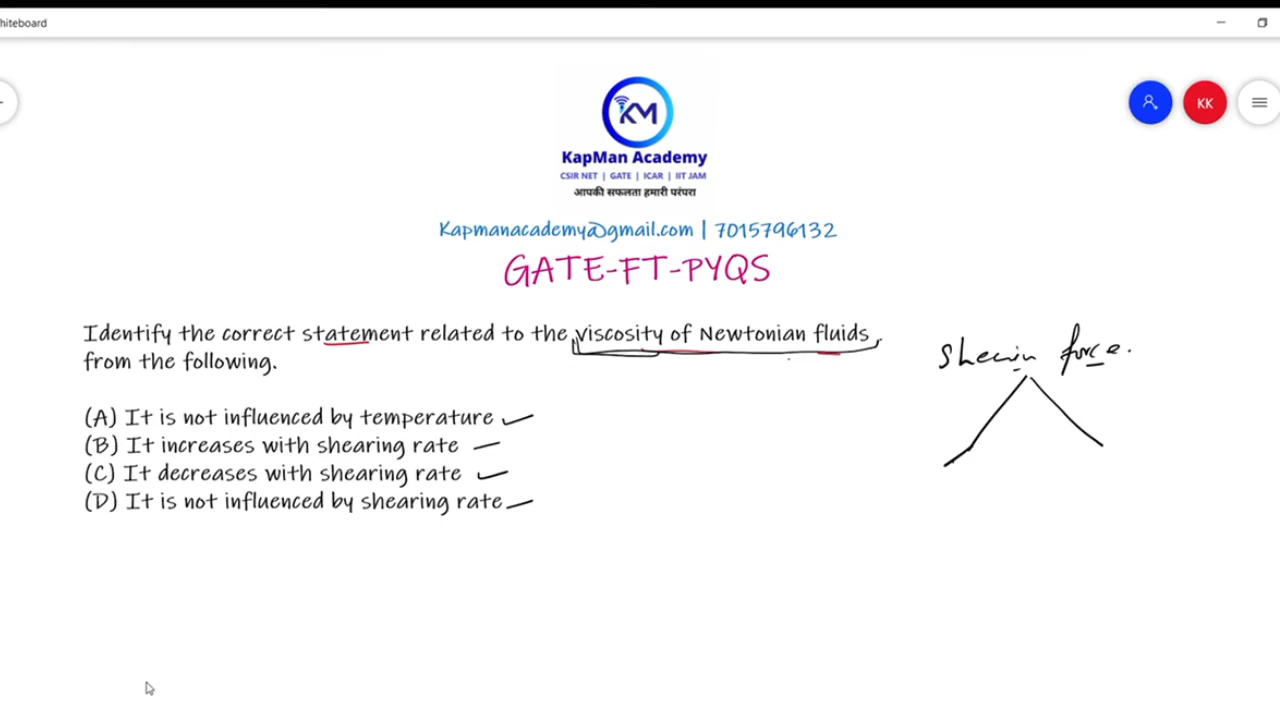 hiteboard
KM
KapMan Academy
CSIR NET | GATE | ICAR | IIT JAM
आपकी सफलता हमारी परंपरा
KK
Kapmanacademy@gmail.com | 7015796132
GATE-FT-PYQS
Identify the correct statement related to the viscosity of Newtonian fluids
from the following.
force.
(A) It is not influenced by temperature
(B) It increases with shearing rate
(C) It decreases with shearing rate
(D) It is not influenced by shearing rate